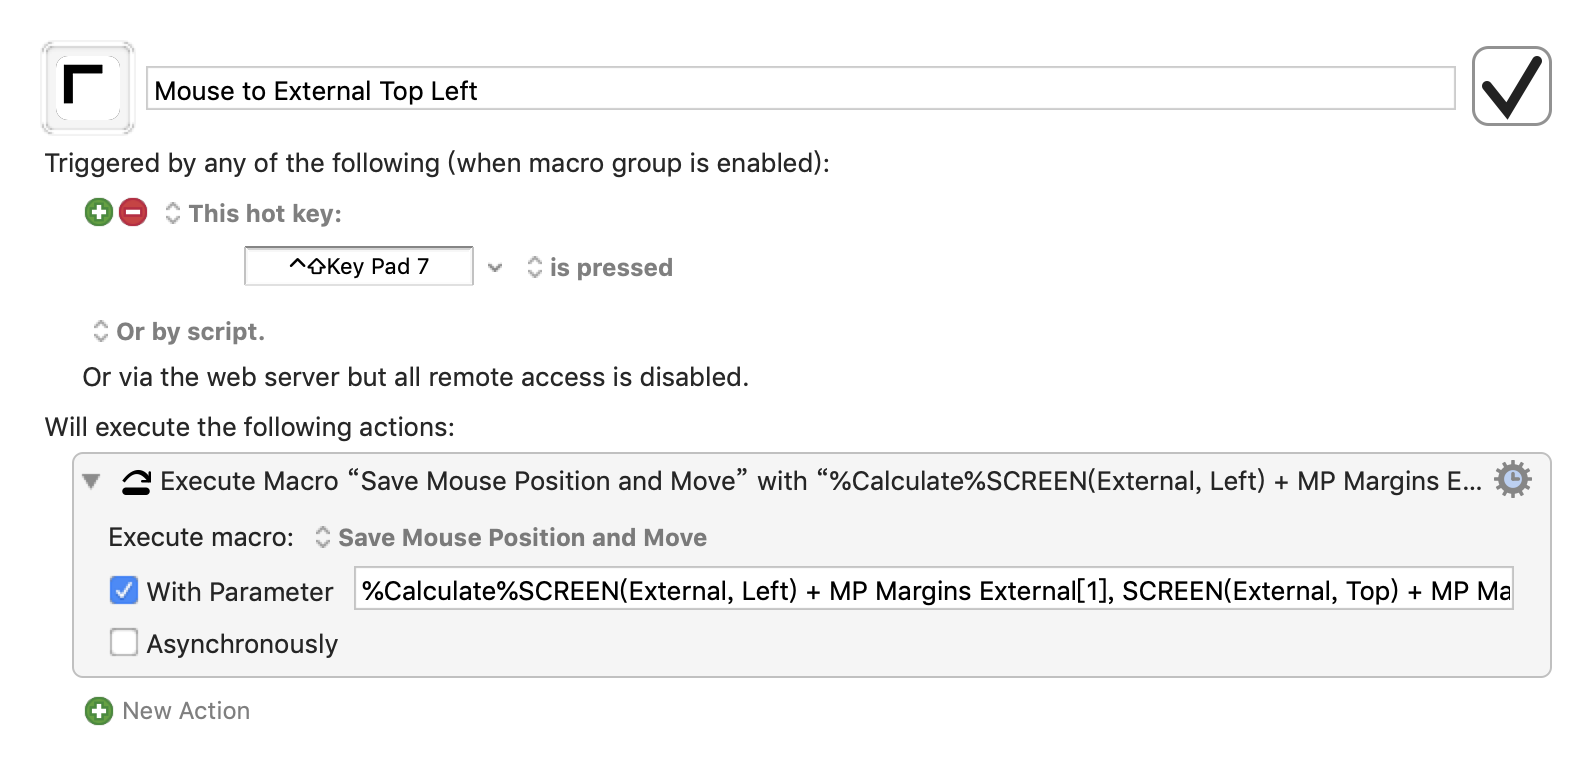 Mouse to External Top Left
Triggered by any of the following (when macro group is enabled):
This hot key:
^⇧Key Pad 7 is pressed
Or by script.
Or via the web server but all remote access is disabled.
Will execute the following actions:
Execute Macro “Save Mouse Position and Move” with “%Calculate%SCREEN(External, Left) + MP Margins E...
Execute macro: Save Mouse Position and Move
With Parameter %Calculate%SCREEN(External, Left) + MP Margins External[1], SCREEN(External, Top) + MP Ma
Asynchronously
New Action